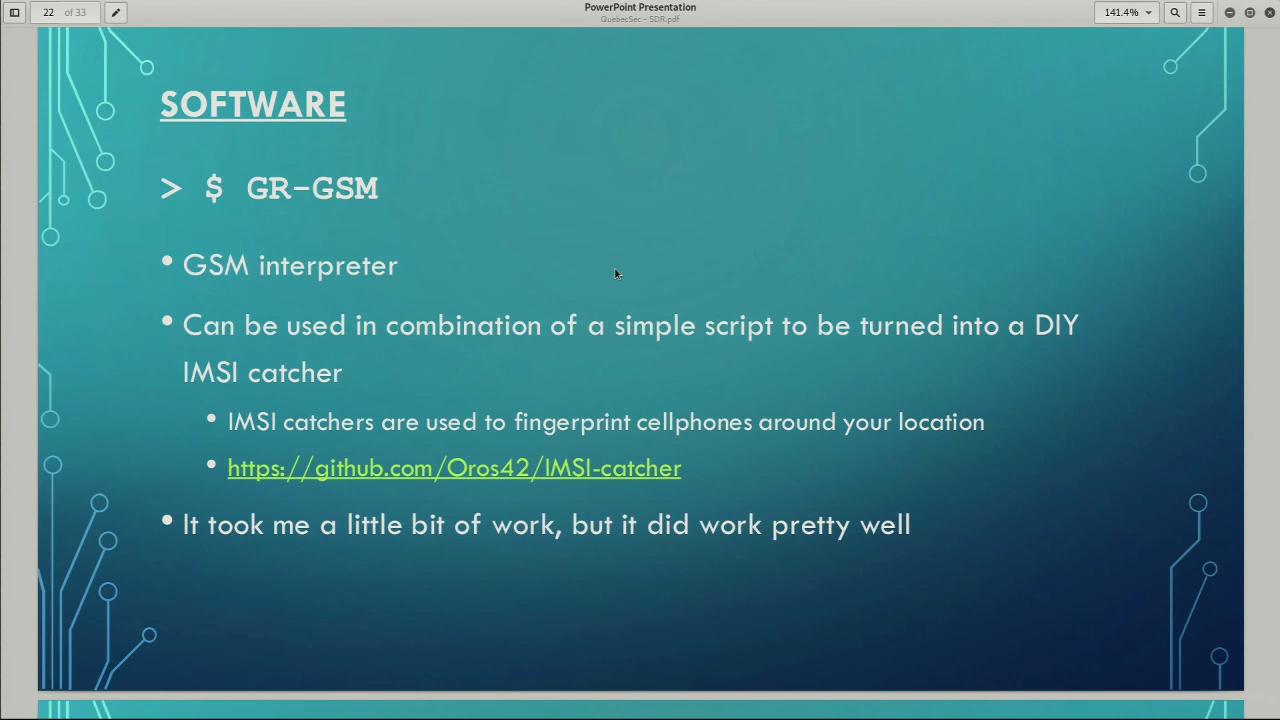 22 of 33
PowerPoint Presentation
QuebecSec - SDR.pdf
141.4%
SOFTWARE
> $ GR-GSM
• GSM interpreter
• Can be used in combination of a simple script to be turned into a DIY
IMSI catcher
• IMSI catchers are used to fingerprint cellphones around your location
• https://github.com/Oros42/IMSI-catcher
• It took me a little bit of work, but it did work pretty well